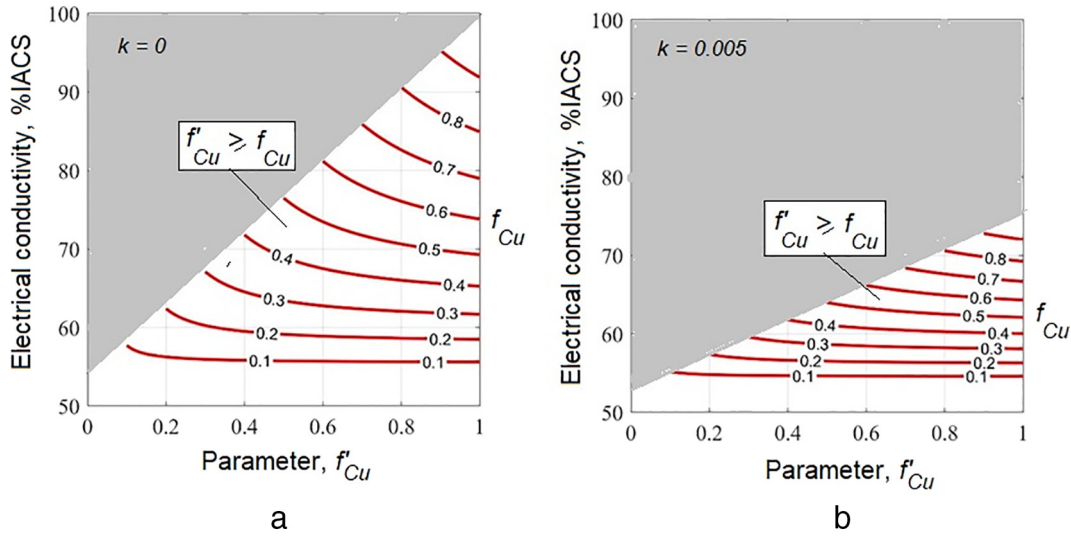 Electrical conductivity, %IACS
100
90
80
70
60
50
k = 0
f'Cu ⩾ fCu
0.8
0.7
0.6
0.5
0.4
0.4
0.3
0.3
0.2
0.2
0.1
0.1
fCu
0 0.2 0.4 0.6 0.8 1
Parameter, f'Cu
a
Electrical conductivity, %IACS
100
90
80
70
60
50
k = 0.005
f'Cu ⩾ fCu
0.8
0.7
0.6
0.5
0.4
0.4
0.3
0.3
0.2
0.2
0.1
0.1
fCu
0 0.2 0.4 0.6 0.8 1
Parameter, f'Cu
b